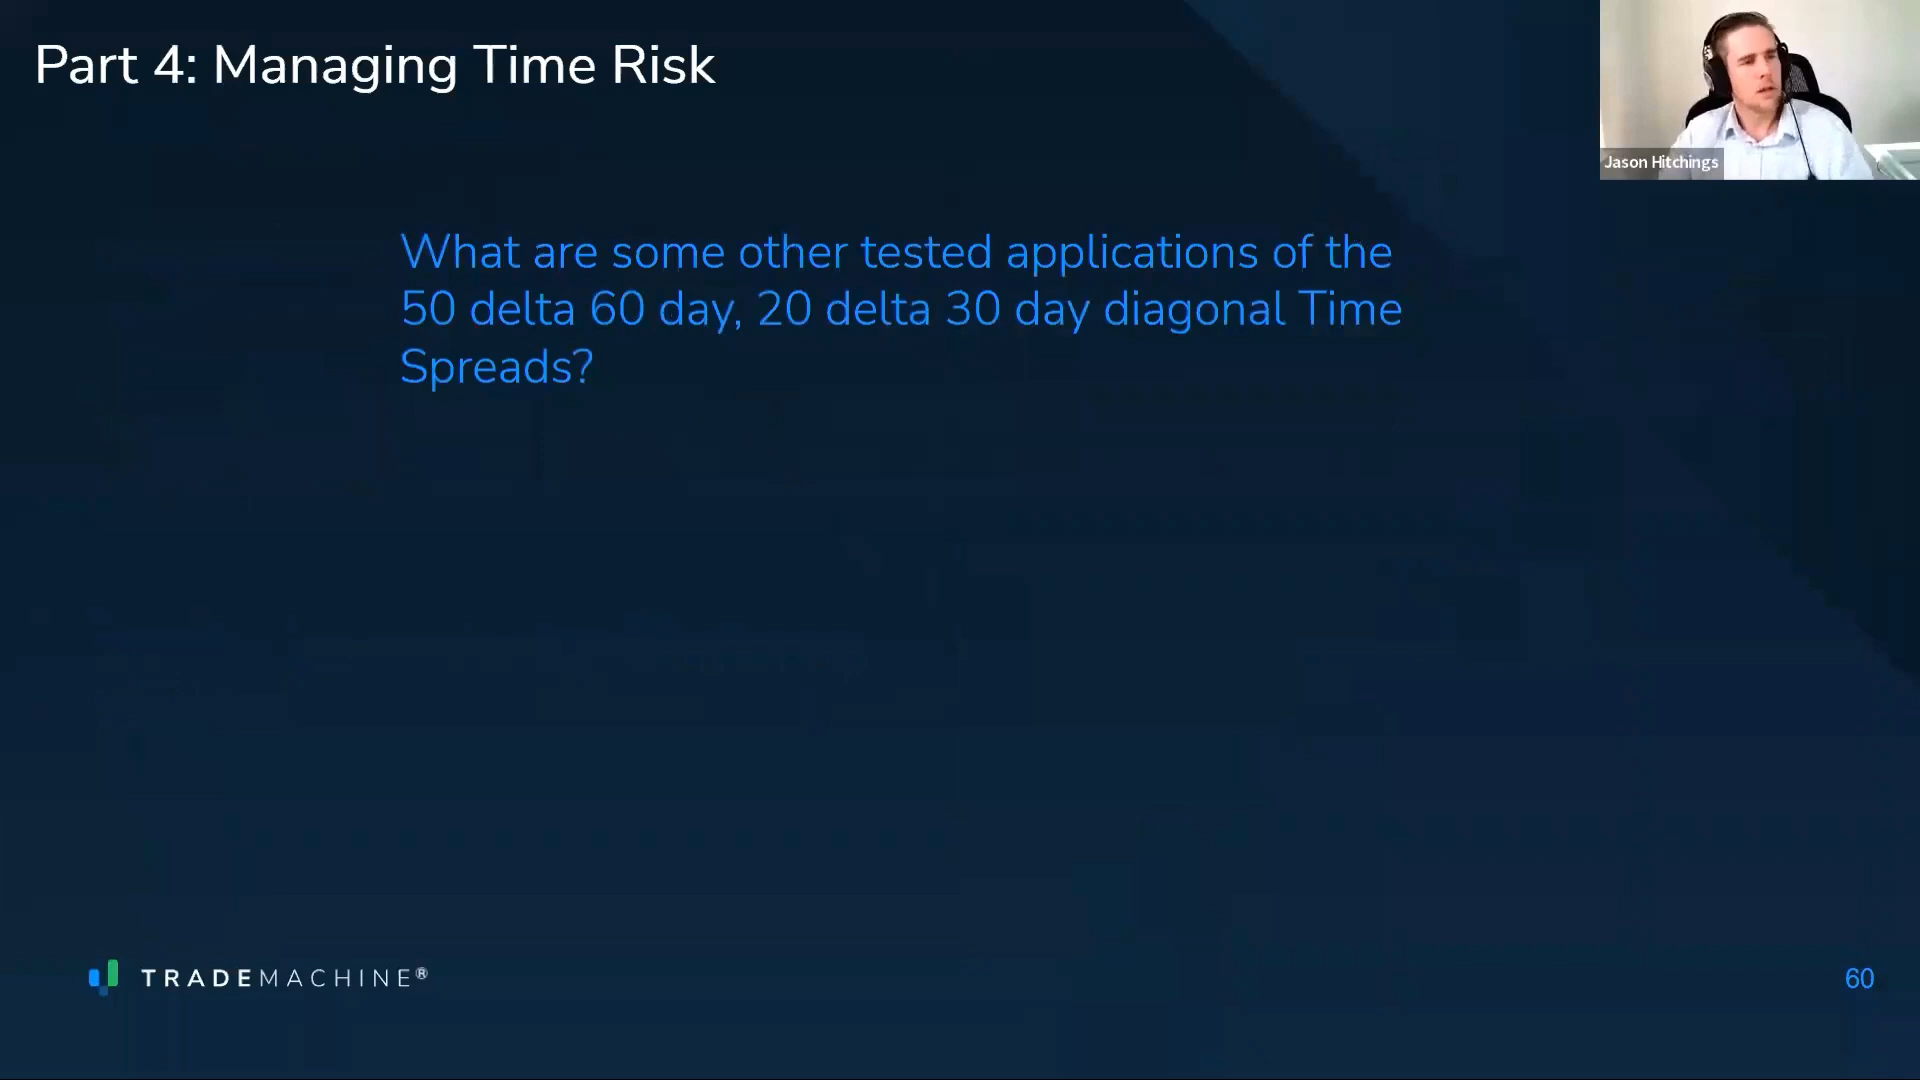 Part 4: Managing Time Risk
Jason Hitchings
What are some other tested applications of the
50 delta 60 day, 20 delta 30 day diagonal Time
Spreads?
TRADEMACHINE®
60